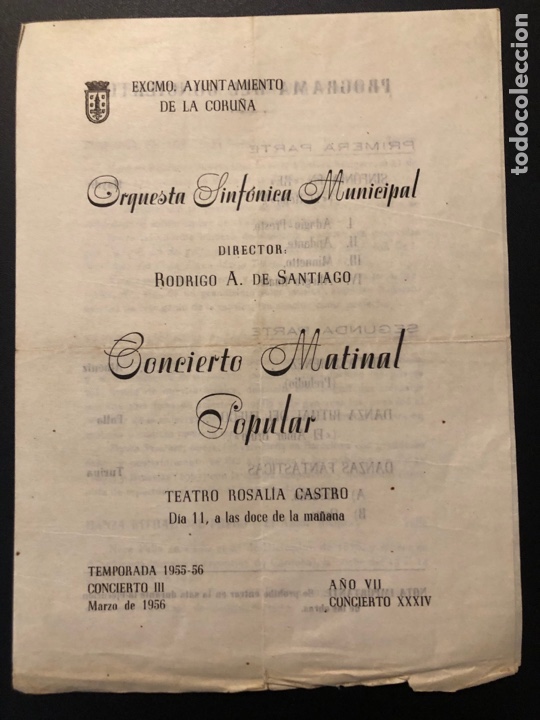 EXCMO. AYUNTAMIENTO
DE LA CORUÑA
Orquesta Sinfónica Municipal
DIRECTOR:
RODRIGO A. DE SANTIAGO
Concierto Matinal
Popular
TEATRO ROSALÍA CASTRO
Día 11, a las doce de la mañana
TEMPORADA 1955-56
CONCIERTO III
Marzo de 1956
AÑO VII
CONCIERTO XXXIV
todocoleccion